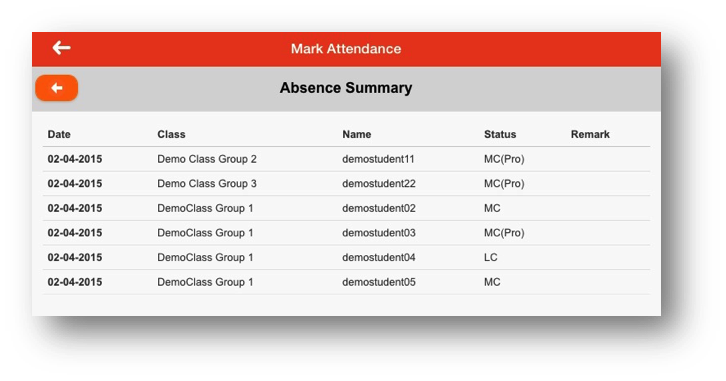 Mark Attendance
Absence Summary
Date Class Name Status Remark
02-04-2015 Demo Class Group 2 demostudent11 MC(Pro)
02-04-2015 Demo Class Group 3 demostudent22 MC(Pro)
02-04-2015 DemoClass Group 1 demostudent02 MC
02-04-2015 DemoClass Group 1 demostudent03 MC(Pro)
02-04-2015 DemoClass Group 1 demostudent04 LC
02-04-2015 DemoClass Group 1 demostudent05 MC